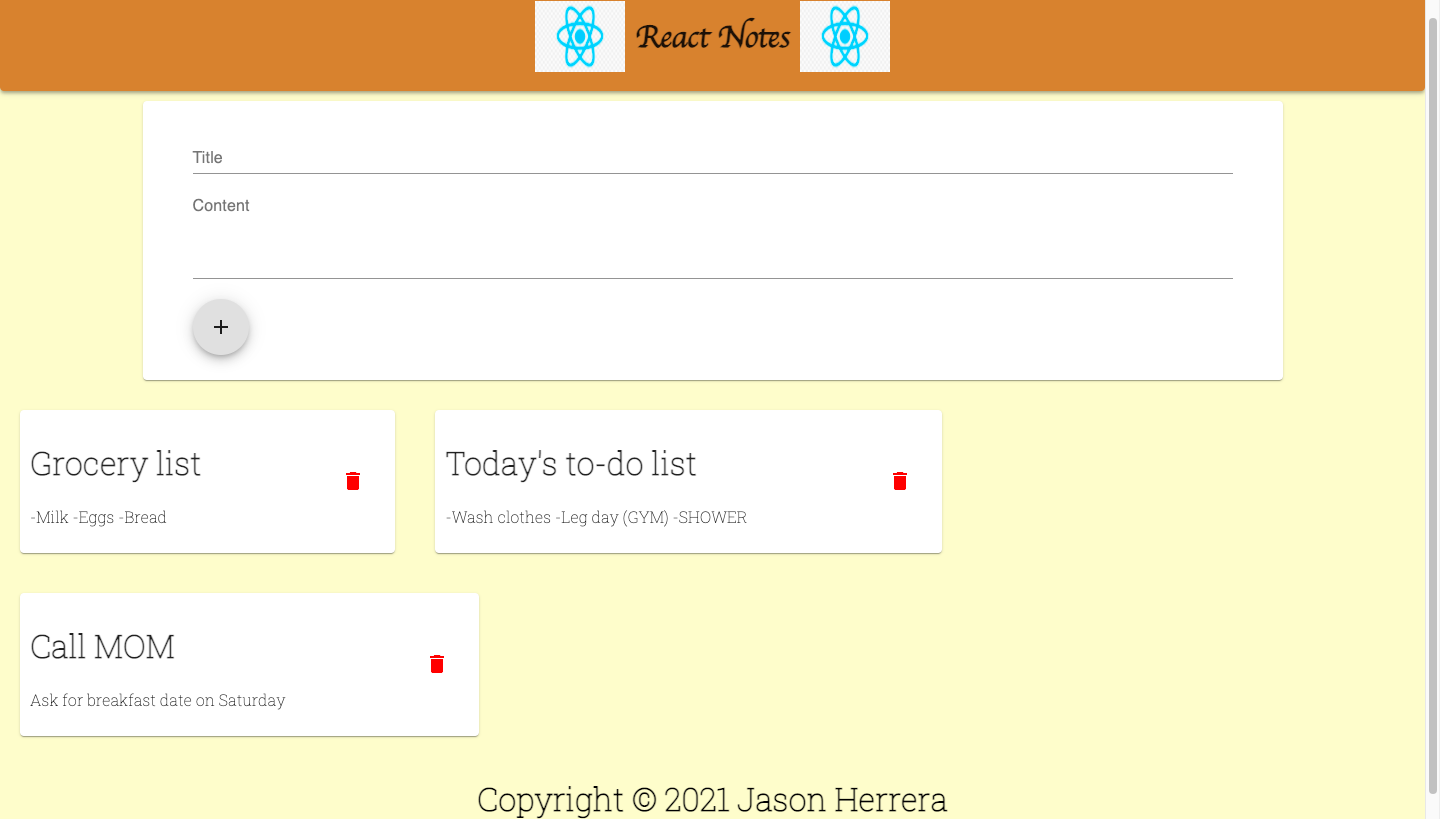 React Notes
Title
Content
+
Grocery list
-Milk -Eggs -Bread
Today's to-do list
-Wash clothes -Leg day (GYM) -SHOWER
Call MOM
Ask for breakfast date on Saturday
Copyright © 2021 Jason Herrera